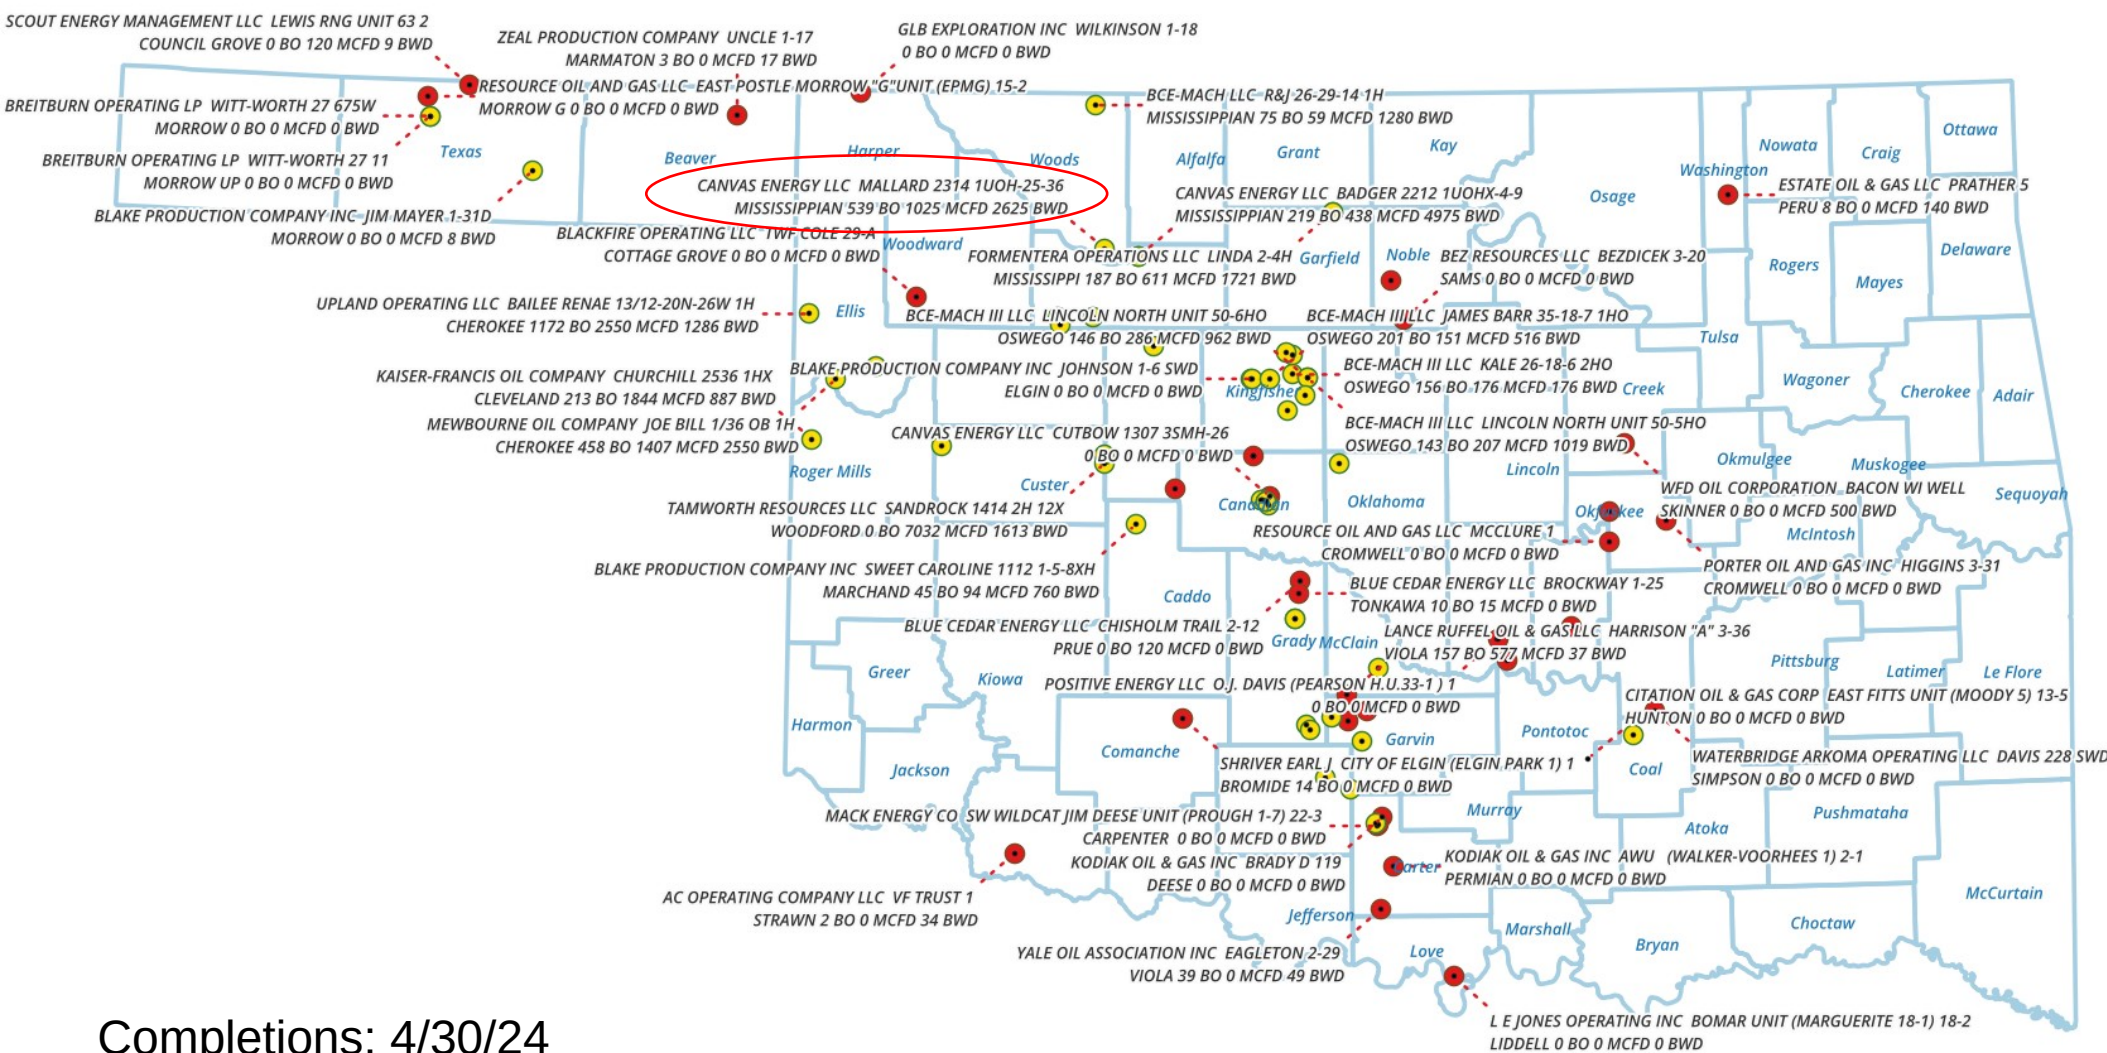 SCOUT ENERGY MANAGEMENT LLC LEWIS RNG UNIT 63 2
COUNCIL GROVE 0 BO 120 MCFD 9 BWD
ZEAL PRODUCTION COMPANY UNCLE 1-17
MARMATON 3 BO 0 MCFD 17 BWD
GLB EXPLORATION INC WILKINSON 1-18
0 BO 0 MCFD 0 BWD
RESOURCE OIL AND GAS LLC EAST POSTLE MORROW "G"UNIT (EPMG) 15-2
MORROW G 0 BO 0 MCFD 0 BWD
BREITBURN OPERATING LP WITT-WORTH 27 675W
MORROW 0 BO 0 MCFD 0 BWD
BREITBURN OPERATING LP WITT-WORTH 27 11
MORROW UP 0 BO 0 MCFD 0 BWD
BLAKE PRODUCTION COMPANY INC JIM MAYER 1-31D
MORROW 0 BO 0 MCFD 8 BWD
BCE-MACH LLC R&J 26-29-14 1H
MISSISSIPPIAN 75 BO 59 MCFD 1280 BWD
Texas
Beaver
Harper
Woods
Alfalfa
Grant
Kay
Osage
Washington
Nowata
Craig
Ottawa
CANVAS ENERGY LLC MALLARD 2314 1UOH-25-36
MISSISSIPPIAN 539 BO 1025 MCFD 2625 BWD
CANVAS ENERGY LLC BADGER 2212 1UOHX-4-9
MISSISSIPPIAN 219 BO 438 MCFD 4975 BWD
ESTATE OIL & GAS LLC PRATHER 5
PERU 8 BO 0 MCFD 140 BWD
BLACKFIRE OPERATING LLC TWF COLE 29-A
COTTAGE GROVE 0 BO 0 MCFD 0 BWD
Woodward
FORMENTERA OPERATIONS LLC LINDA 2-4H
MISSISSIPPI 187 BO 611 MCFD 1721 BWD
Garfield
Noble
BEZ RESOURCES LLC BEZDICEK 3-20
SAMS 0 BO 0 MCFD 0 BWD
Rogers
Mayes
Delaware
UPLAND OPERATING LLC BAILEE RENAE 13/12-20N-26W 1H
CHEROKEE 1172 BO 2550 MCFD 1286 BWD
Ellis
BCE-MACH III LLC LINCOLN NORTH UNIT 50-6HO
OSWEGO 146 BO 286 MCFD 962 BWD
BCE-MACH III LLC JAMES BARR 35-18-7 1HO
OSWEGO 201 BO 151 MCFD 516 BWD
Tulsa
KAISER-FRANCIS OIL COMPANY CHURCHILL 2536 1HX
CLEVELAND 213 BO 1844 MCFD 887 BWD
BLAKE PRODUCTION COMPANY INC JOHNSON 1-6 SWD
ELGIN 0 BO 0 MCFD 0 BWD
Kingfisher
BCE-MACH III LLC KALE 26-18-6 2HO
OSWEGO 156 BO 176 MCFD 176 BWD
Creek
Wagoner
Cherokee
Adair
MEWBOURNE OIL COMPANY JOE BILL 1/36 OB 1H
CHEROKEE 458 BO 1407 MCFD 2550 BWD
CANVAS ENERGY LLC CUTBOW 1307 3SMH-26
0 BO 0 MCFD 0 BWD
BCE-MACH III LLC LINCOLN NORTH UNIT 50-5HO
OSWEGO 143 BO 207 MCFD 1019 BWD
Roger Mills
Custer
Lincoln
Okmulgee
Muskogee
Sequoyah
TAMWORTH RESOURCES LLC SANDROCK 1414 2H 12X
WOODFORD 0 BO 7032 MCFD 1613 BWD
Canadian
Oklahoma
WFD OIL CORPORATION BACON WI WELL
SKINNER 0 BO 0 MCFD 500 BWD
Okfuskee
RESOURCE OIL AND GAS LLC MCCLURE 1
CROMWELL 0 BO 0 MCFD 0 BWD
McIntosh
BLAKE PRODUCTION COMPANY INC SWEET CAROLINE 1112 1-5-8XH
MARCHAND 45 BO 94 MCFD 760 BWD
Caddo
BLUE CEDAR ENERGY LLC BROCKWAY 1-25
TONKAWA 10 BO 15 MCFD 0 BWD
PORTER OIL AND GAS INC HIGGINS 3-31
CROMWELL 0 BO 0 MCFD 0 BWD
BLUE CEDAR ENERGY LLC CHISHOLM TRAIL 2-12
PRUE 0 BO 120 MCFD 0 BWD
Grady
McClain
LANCE RUFFEL OIL & GAS LLC HARRISON "A" 3-36
VIOLA 157 BO 577 MCFD 37 BWD
Greer
Kiowa
POSITIVE ENERGY LLC O.J. DAVIS (PEARSON H.U.33-1 ) 1
0 BO 0 MCFD 0 BWD
Pittsburg
Latimer
Le Flore
CITATION OIL & GAS CORP EAST FITTS UNIT (MOODY 5) 13-5
HUNTON 0 BO 0 MCFD 0 BWD
Harmon
Comanche
Garvin
Pontotoc
Jackson
SHRIVER EARL J CITY OF ELGIN (ELGIN PARK 1) 1
BROMIDE 14 BO 0 MCFD 0 BWD
Coal
WATERBRIDGE ARKOMA OPERATING LLC DAVIS 228 SWD
SIMPSON 0 BO 0 MCFD 0 BWD
MACK ENERGY CO SW WILDCAT JIM DEESE UNIT (PROUGH 1-7) 22-3
CARPENTER 0 BO 0 MCFD 0 BWD
Murray
Atoka
Pushmataha
KODIAK OIL & GAS INC BRADY D 119
DEESE 0 BO 0 MCFD 0 BWD
Carter
KODIAK OIL & GAS INC AWU (WALKER-VOORHEES 1) 2-1
PERMIAN 0 BO 0 MCFD 0 BWD
AC OPERATING COMPANY LLC VF TRUST 1
STRAWN 2 BO 0 MCFD 34 BWD
Jefferson
Marshall
Choctaw
McCurtain
YALE OIL ASSOCIATION INC EAGLETON 2-29
VIOLA 39 BO 0 MCFD 49 BWD
Love
Bryan
L E JONES OPERATING INC BOMAR UNIT (MARGUERITE 18-1) 18-2
LIDDELL 0 BO 0 MCFD 0 BWD
Completions: 4/30/24